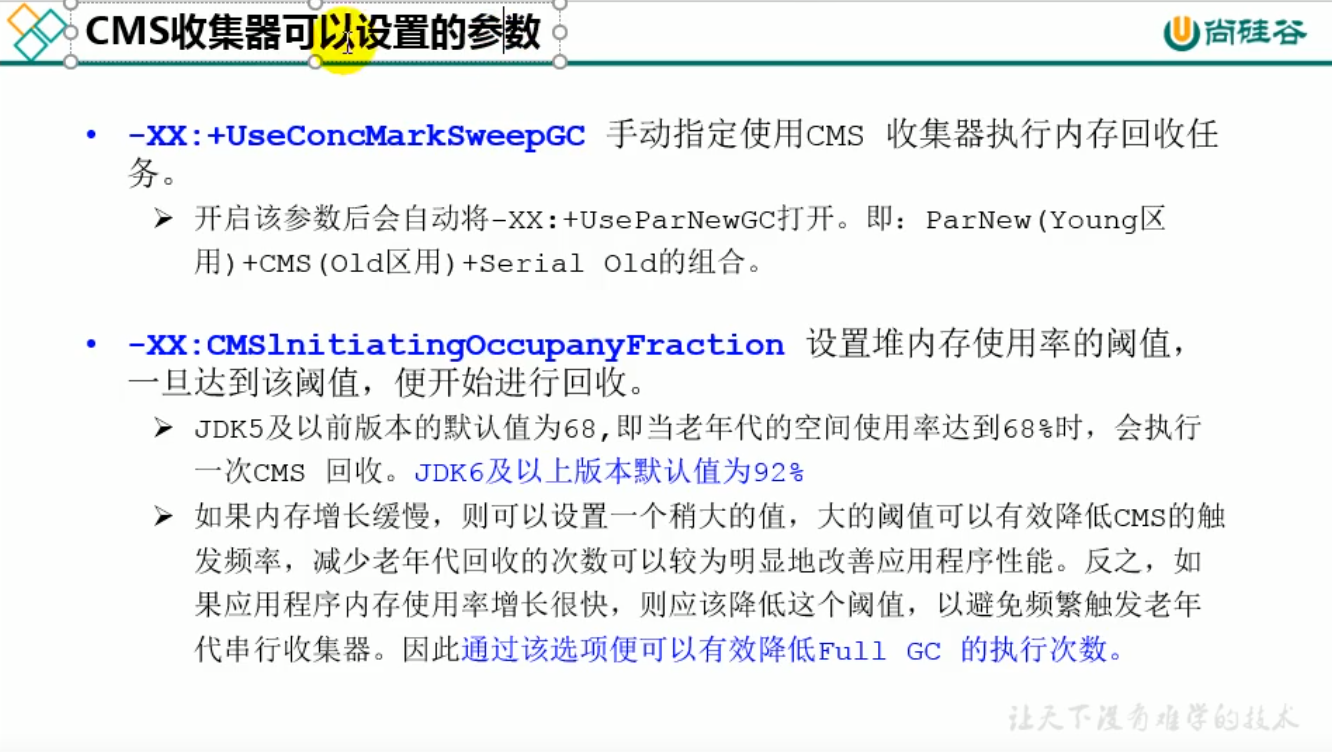 CMS收集器可以设置的参数
尚硅谷
• -XX:+UseConcMarkSweepGC 手动指定使用CMS 收集器执行内存回收任
务。
➢ 开启该参数后会自动将-XX:+UseParNewGC打开。即：ParNew(Young区
用)+CMS(Old区用)+Serial Old的组合。
• -XX:CMSlnitiatingOccupanyFraction 设置堆内存使用率的阈值，
一旦达到该阈值，便开始进行回收。
➢ JDK5及以前版本的默认值为68,即当老年代的空间使用率达到68%时，会执行
一次CMS 回收。JDK6及以上版本默认值为92%
➢ 如果内存增长缓慢，则可以设置一个稍大的值，大的阈值可以有效降低CMS的触
发频率，减少老年代回收的次数可以较为明显地改善应用程序性能。反之，如
果应用程序内存使用率增长很快，则应该降低这个阈值，以避免频繁触发老年
代串行收集器。因此通过该选项便可以有效降低Full GC 的执行次数。
让天下没有难学的技术